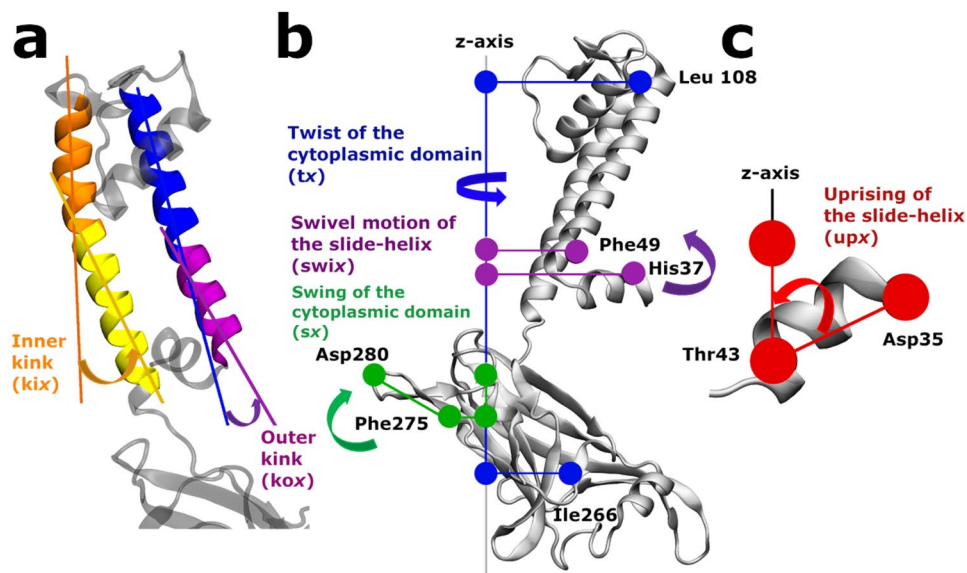 a
Inner
kink
(kix)
Outer
kink
(kox)
b
z-axis
Leu 108
Twist of the
cytoplasmic domain
(tx)
Swivel motion of
the slide-helix
(swix)
Phe49
His37
Swing of the
cytoplasmic domain
(sx)
Asp280
Phe275
Ile266
c
z-axis
Uprising of
the slide-helix
(upx)
Thr43
Asp35